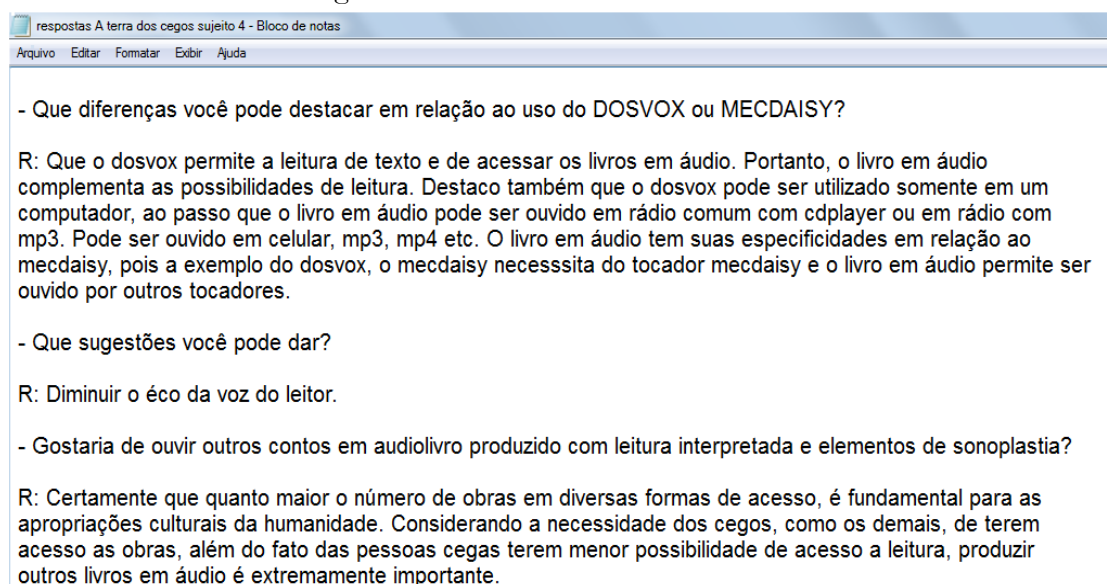 respostas A terra dos cegos sujeito 4 - Bloco de notas
Arquivo Editar Formatar Exibir Ajuda
- Que diferenças você pode destacar em relação ao uso do DOSVOX ou MECDAISY?
R: Que o dosvox permite a leitura de texto e de acessar os livros em áudio. Portanto, o livro em áudio
complementa as possibilidades de leitura. Destaco também que o dosvox pode ser utilizado somente em um
computador, ao passo que o livro em áudio pode ser ouvido em rádio comum com cdplayer ou em rádio com
mp3. Pode ser ouvido em celular, mp3, mp4 etc. O livro em áudio tem suas especificidades em relação ao
mecdaisy, pois a exemplo do dosvox, o mecdaisy necesssita do tocador mecdaisy e o livro em áudio permite ser
ouvido por outros tocadores.
- Que sugestões você pode dar?
R: Diminuir o éco da voz do leitor.
- Gostaria de ouvir outros contos em audiolivro produzido com leitura interpretada e elementos de sonoplastia?
R: Certamente que quanto maior o número de obras em diversas formas de acesso, é fundamental para as
apropriações culturais da humanidade. Considerando a necessidade dos cegos, como os demais, de terem
acesso as obras, além do fato das pessoas cegas terem menor possibilidade de acesso a leitura, produzir
outros livros em áudio é extremamente importante.